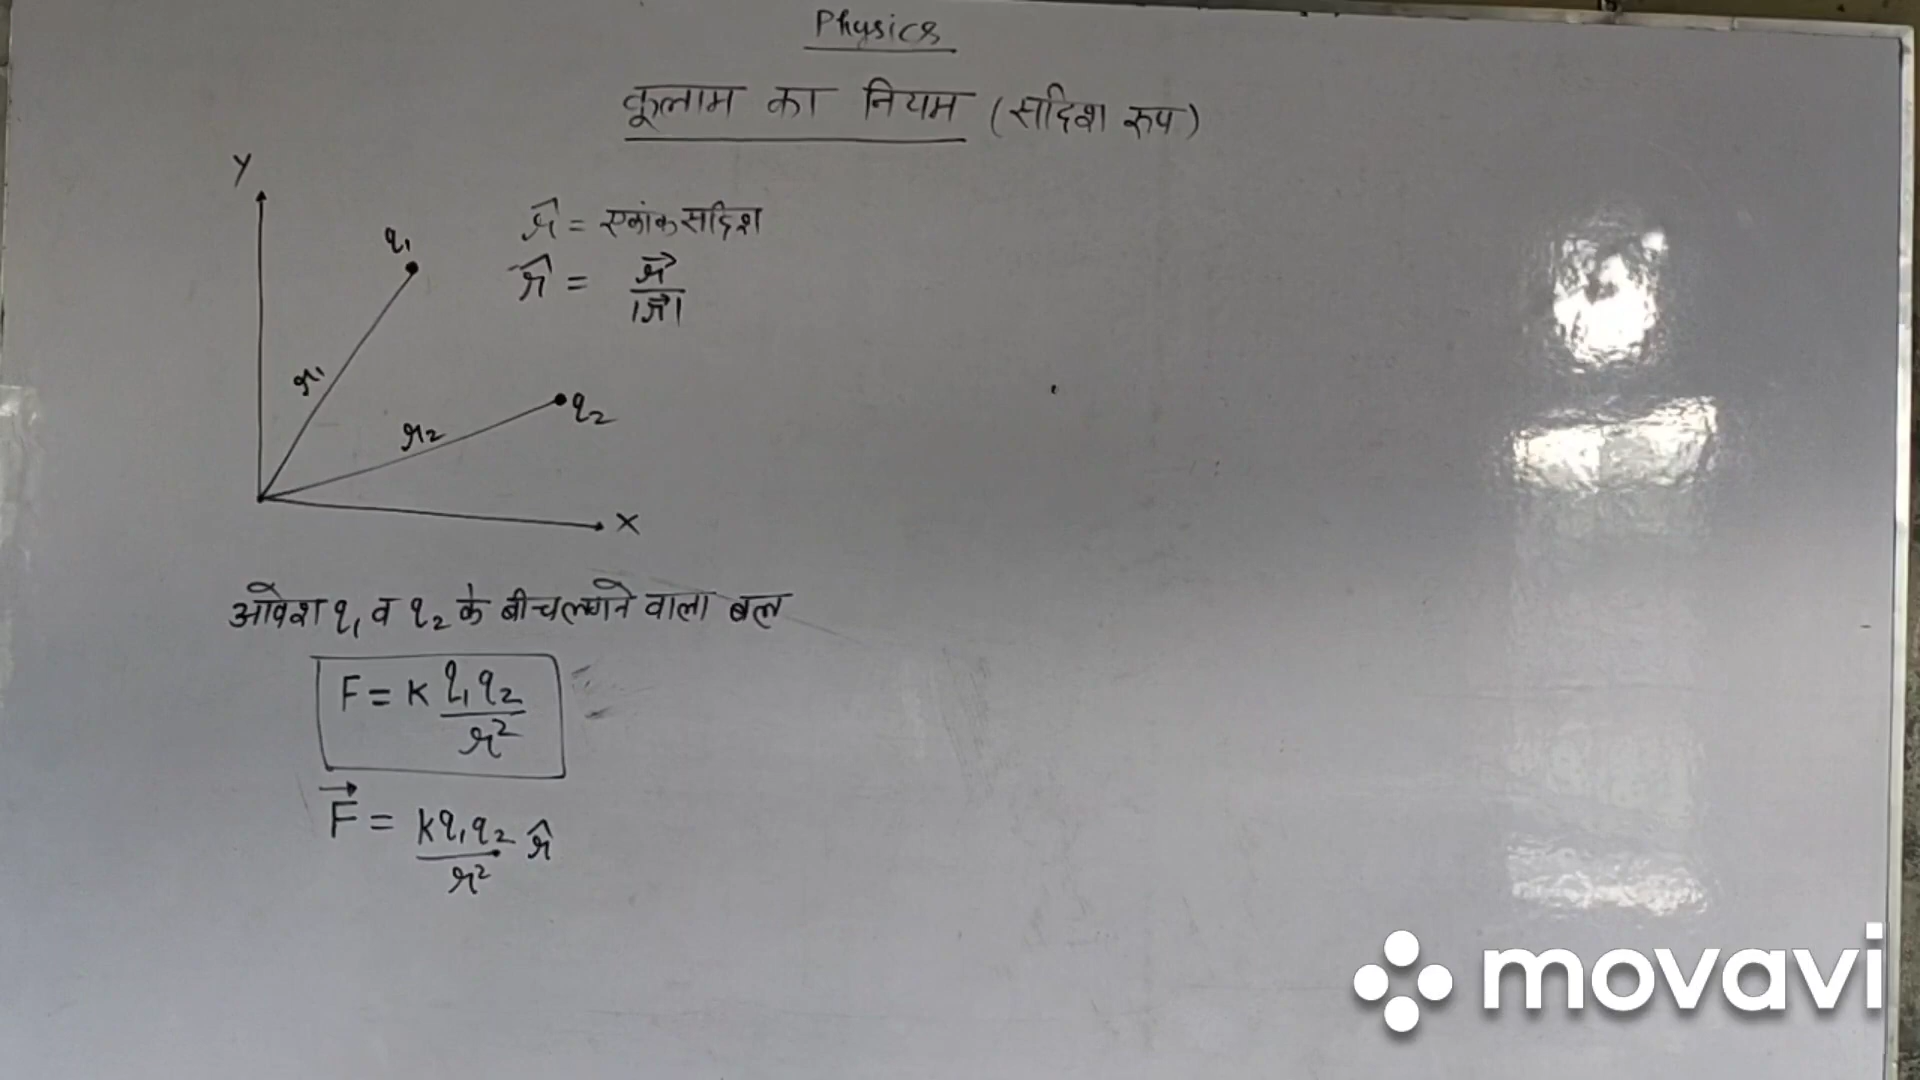 Physics
कूलाम का नियम (सदिश रुप)
Y
q₁
r̂ = एकांक सदिश
r̂ = r⃗ / |r⃗|
r₁
r₂
q₂
X
आवेश q₁ व q₂ के बीच लगने वाला बल
F = K q₁q₂ / r²
F⃗ = Kq₁q₂ / r² r̂
movavi